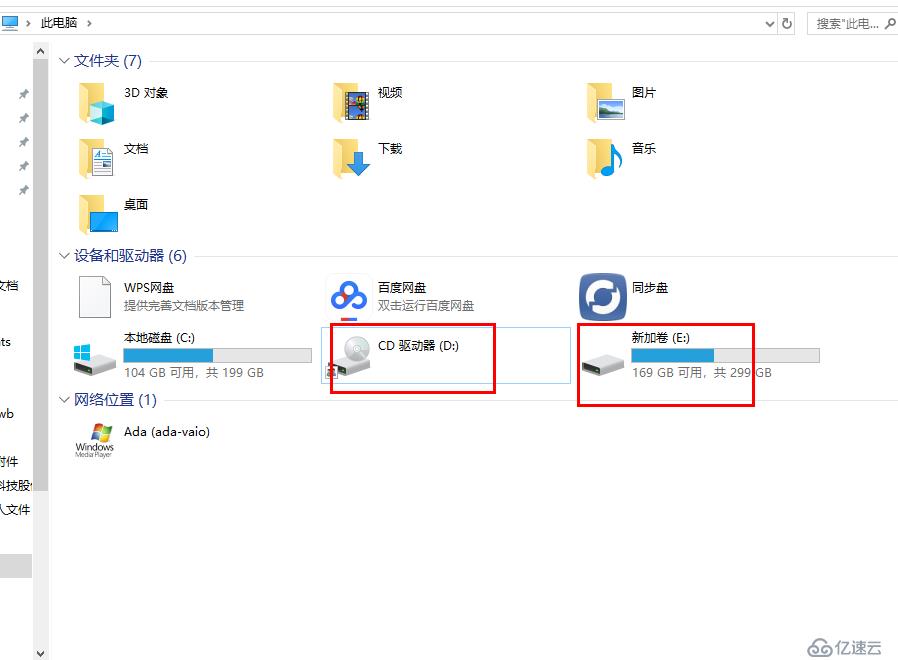 此电脑
搜索"此电...
文件夹 (7)
3D 对象
视频
图片
文档
下载
音乐
桌面
设备和驱动器 (6)
WPS网盘
提供完善文档版本管理
百度网盘
双击运行百度网盘
同步盘
本地磁盘 (C:)
104 GB 可用，共 199 GB
CD 驱动器 (D:)
新加卷 (E:)
169 GB 可用，共 299 GB
网络位置 (1)
Ada (ada-vaio)
Windows
Media Player
文档
ts
wb
附件
科技股份
人文件
亿速云